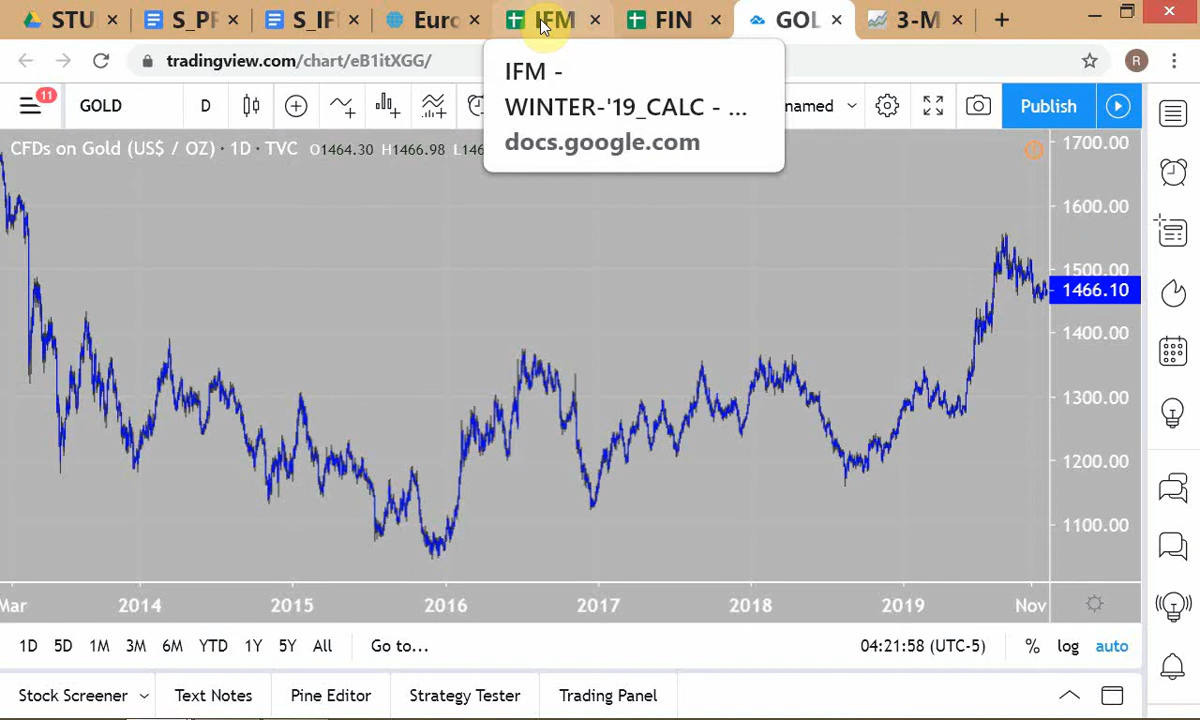 STU
S_PF
S_IF
Euro
IFM
FIN
GOL
3-M
tradingview.com/chart/eB1itXGG/
R
IFM -
WINTER-'19_CALC - ...
docs.google.com
11
GOLD
D
named
Publish
CFDs on Gold (US$ / OZ) · 1D · TVC O1464.30 H1466.98 L146
1700.00
1600.00
1500.00
1466.10
1400.00
1300.00
1200.00
1100.00
Mar 2014 2015 2016 2017 2018 2019 Nov
1D 5D 1M 3M 6M YTD 1Y 5Y All Go to... 04:21:58 (UTC-5) % log auto
Stock Screener Text Notes Pine Editor Strategy Tester Trading Panel